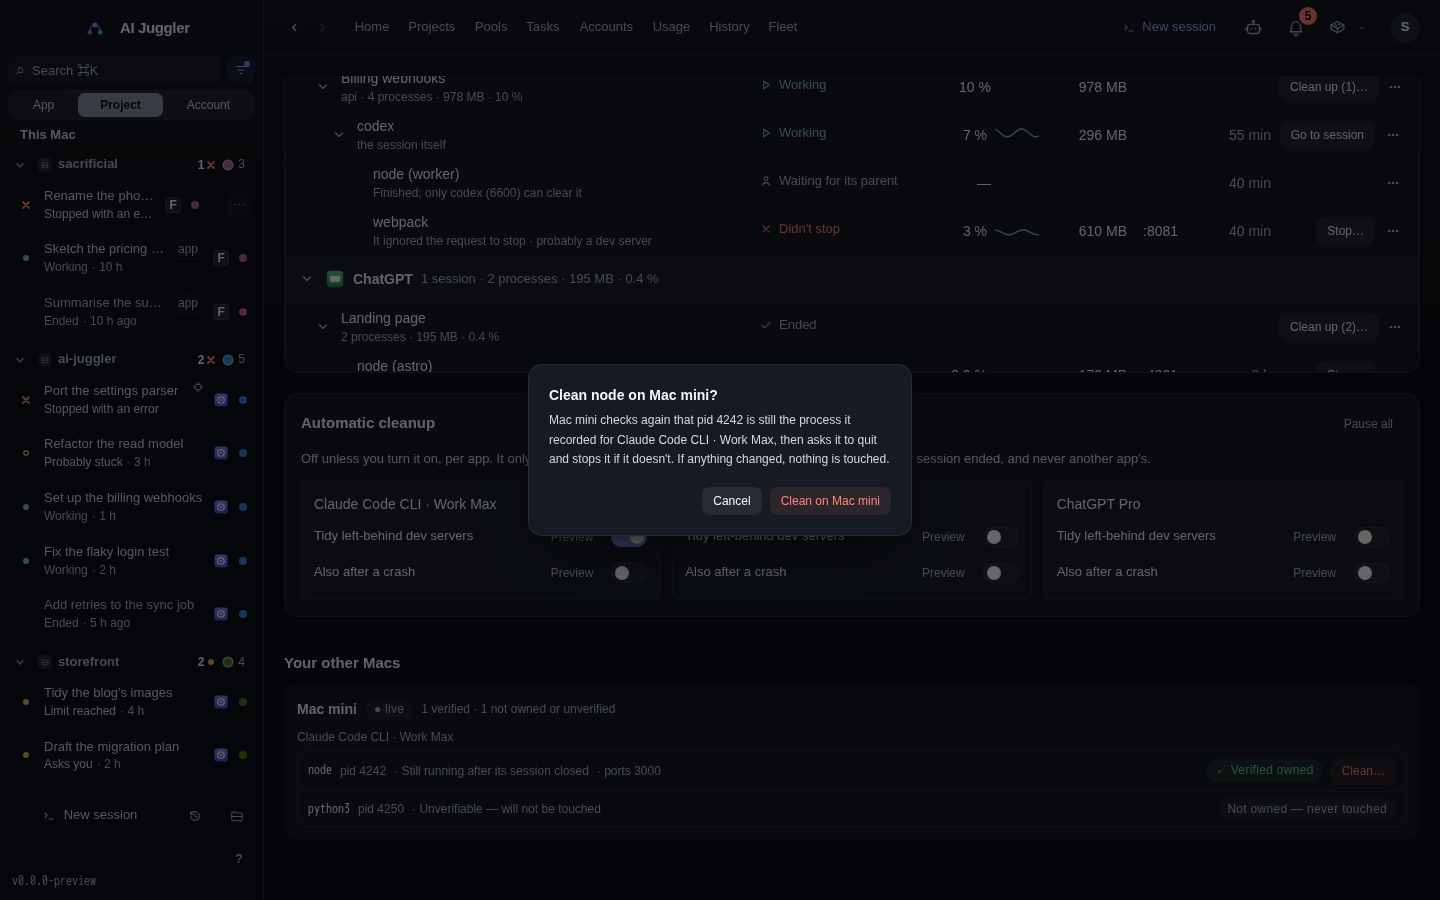 AI Juggler
Search ⌘K
App Project Account
This Mac
sacrificial 1 3
Rename the pho… F
Stopped with an e…
Sketch the pricing … app F
Working · 10 h
Summarise the su… app F
Ended · 10 h ago
ai-juggler 2 5
Port the settings parser
Stopped with an error
Refactor the read model
Probably stuck · 3 h
Set up the billing webhooks
Working · 1 h
Fix the flaky login test
Working · 2 h
Add retries to the sync job
Ended · 5 h ago
storefront 2 4
Tidy the blog's images
Limit reached · 4 h
Draft the migration plan
Asks you · 2 h
New session
?
v0.0.0-preview
Home Projects Pools Tasks Accounts Usage History Fleet New session 5 S
Billing webhooks Working 10 % 978 MB Clean up (1)…
api · 4 processes · 978 MB · 10 %
codex Working 7 % 296 MB 55 min Go to session
the session itself
node (worker) Waiting for its parent — 40 min
Finished; only codex (6600) can clear it
webpack Didn't stop 3 % 610 MB :8081 40 min Stop…
It ignored the request to stop · probably a dev server
ChatGPT 1 session · 2 processes · 195 MB · 0.4 %
Landing page Ended Clean up (2)…
2 processes · 195 MB · 0.4 %
node (astro)
Clean node on Mac mini?
Mac mini checks again that pid 4242 is still the process it
recorded for Claude Code CLI · Work Max, then asks it to quit
and stops it if it doesn't. If anything changed, nothing is touched.
Cancel Clean on Mac mini
Automatic cleanup Pause all
Off unless you turn it on, per app. It only session ended, and never another app's.
Claude Code CLI · Work Max
Tidy left-behind dev servers Preview
Also after a crash Preview
Tidy left-behind dev servers Preview
Also after a crash Preview
ChatGPT Pro
Tidy left-behind dev servers Preview
Also after a crash Preview
Your other Macs
Mac mini live 1 verified · 1 not owned or unverified
Claude Code CLI · Work Max
node pid 4242 · Still running after its session closed · ports 3000 ✓ Verified owned Clean…
python3 pid 4250 · Unverifiable — will not be touched Not owned — never touched